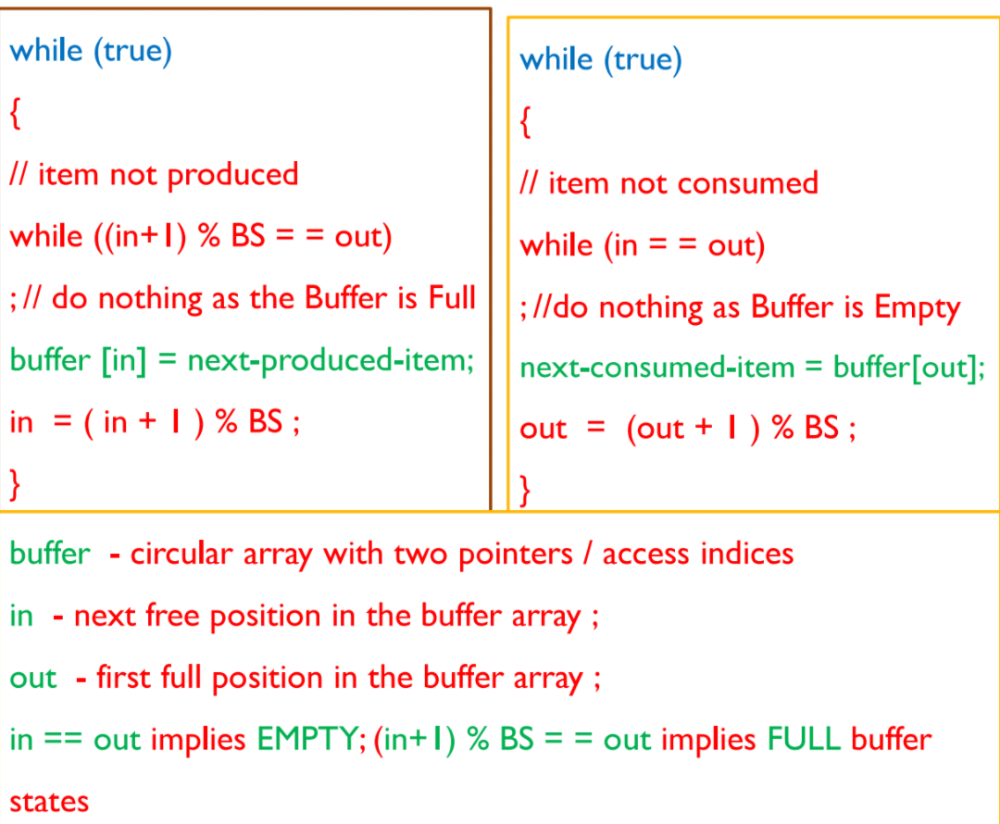 while (true)
{
// item not produced
while ((in+1) % BS = = out)
; // do nothing as the Buffer is Full
buffer [in] = next-produced-item;
in = ( in + 1 ) % BS ;
}
while (true)
{
// item not consumed
while (in = = out)
; //do nothing as Buffer is Empty
next-consumed-item = buffer[out];
out = (out + 1 ) % BS ;
}
buffer - circular array with two pointers / access indices
in - next free position in the buffer array ;
out - first full position in the buffer array ;
in == out implies EMPTY; (in+1) % BS = = out implies FULL buffer
states